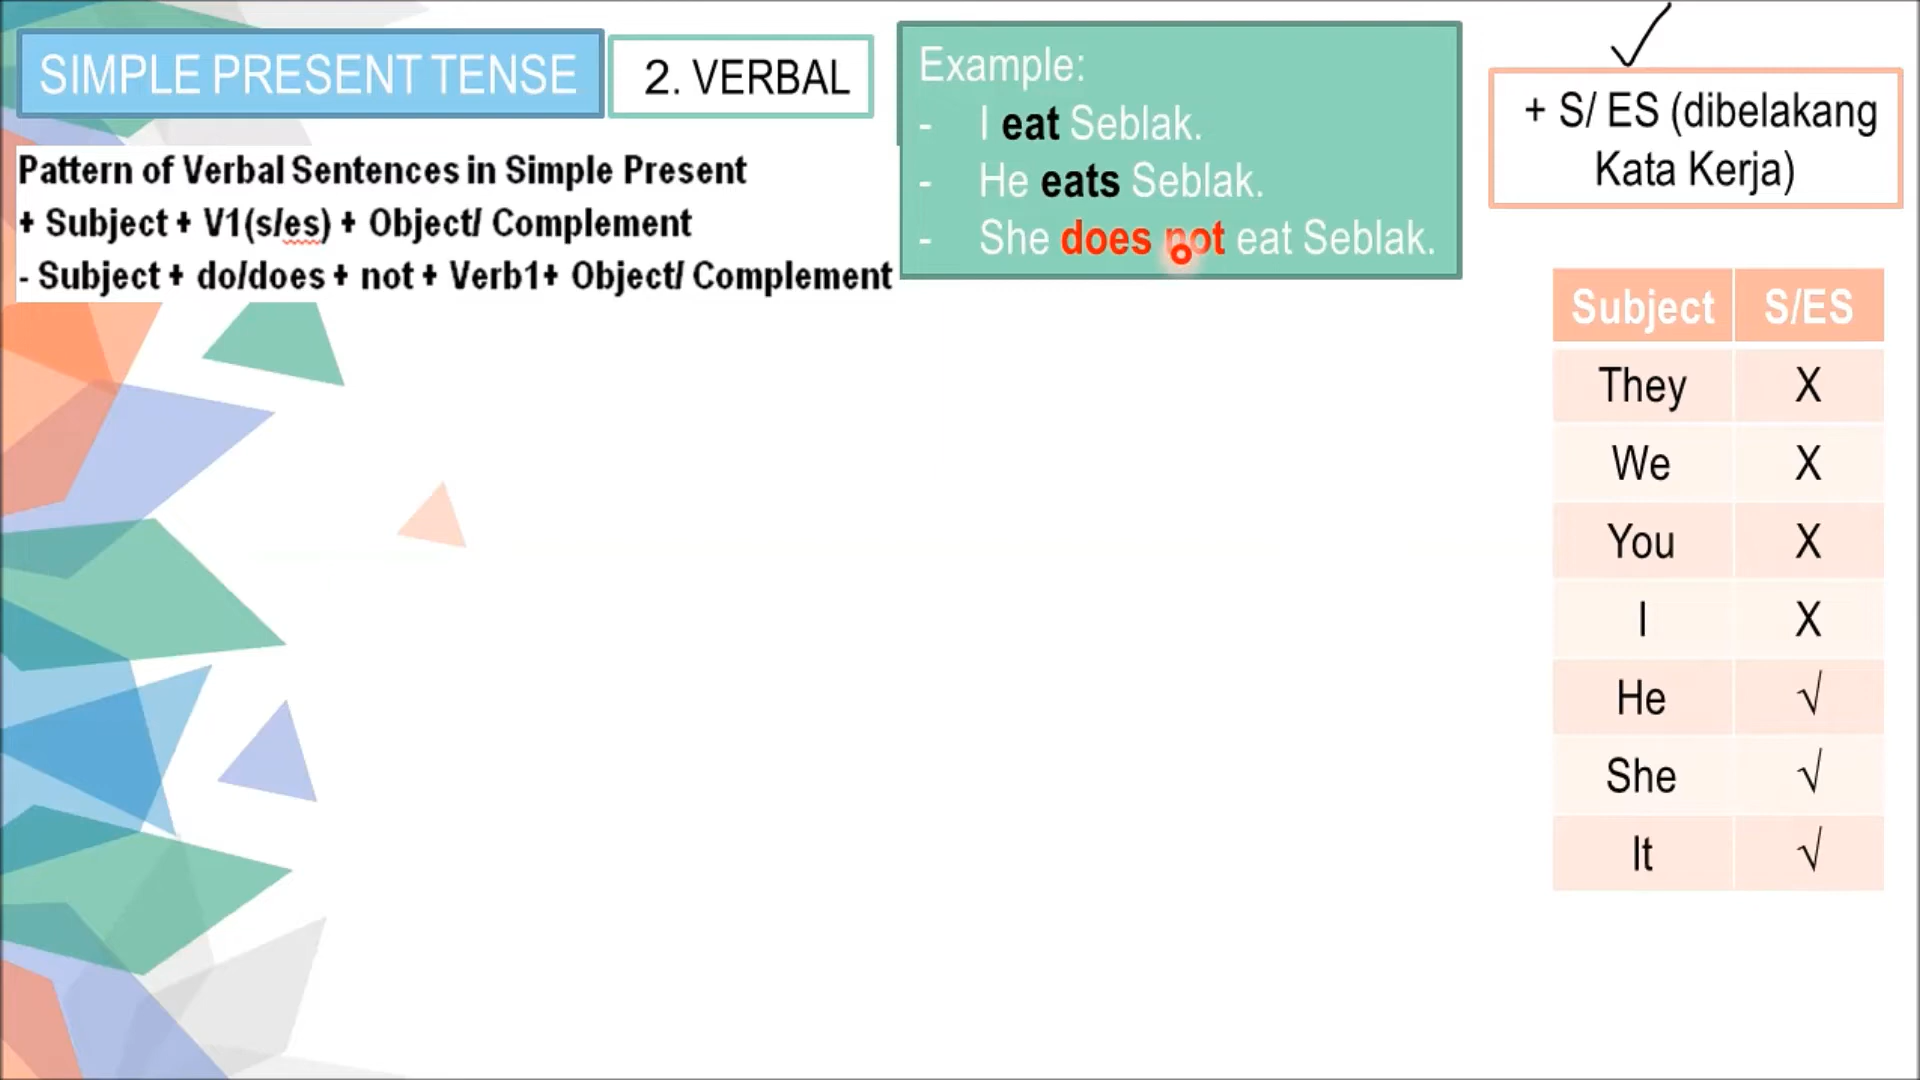 SIMPLE PRESENT TENSE
2. VERBAL
Pattern of Verbal Sentences in Simple Present
+ Subject + V1(s/es) + Object/ Complement
- Subject + do/does + not + Verb1+ Object/ Complement
Example:
- I eat Seblak.
- He eats Seblak.
- She does not eat Seblak.
+ S/ ES (dibelakang
Kata Kerja)
Subject S/ES
They X
We X
You X
I X
He √
She √
It √